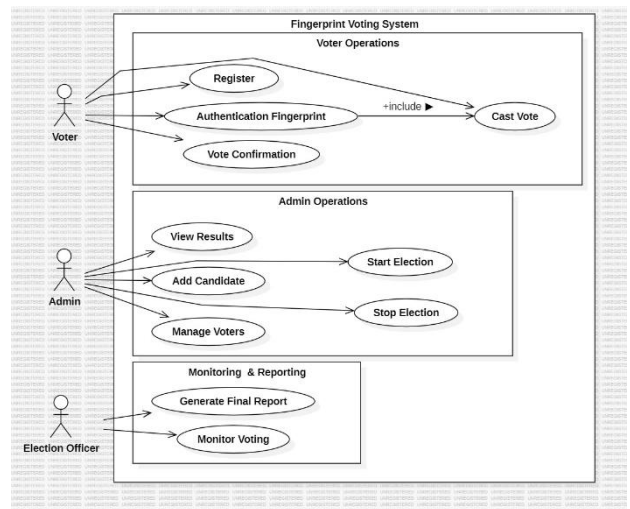 Fingerprint Voting System
Voter Operations
Register
Authentication Fingerprint
+include ▶
Cast Vote
Vote Confirmation
Voter
Admin Operations
View Results
Start Election
Add Candidate
Stop Election
Manage Voters
Admin
Monitoring & Reporting
Generate Final Report
Monitor Voting
Election Officer